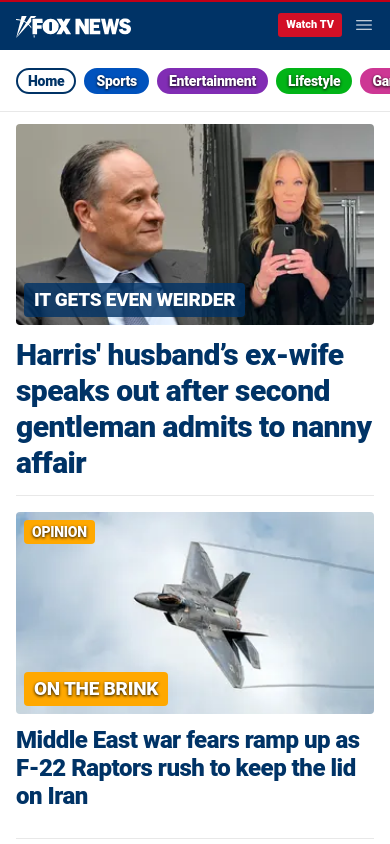 FOX NEWS
Watch TV
Home
Sports
Entertainment
Lifestyle
Ga
IT GETS EVEN WEIRDER
Harris' husband’s ex-wife
speaks out after second
gentleman admits to nanny
affair
OPINION
ON THE BRINK
Middle East war fears ramp up as
F-22 Raptors rush to keep the lid
on Iran